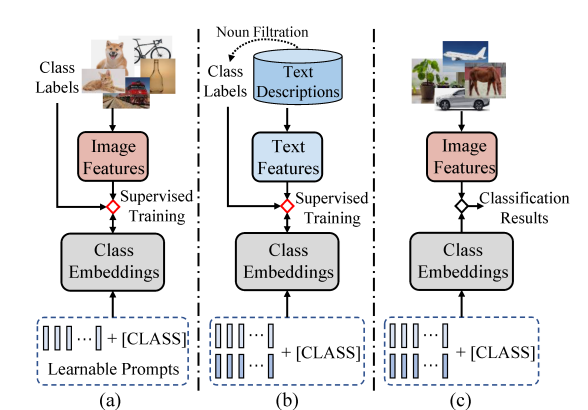 Class
Labels
Image
Features
Supervised
Training
Class
Embeddings
··· + [CLASS]
Learnable Prompts
(a)
Noun Filtration
Class
Labels
Text
Descriptions
Text
Features
Supervised
Training
Class
Embeddings
···
··· + [CLASS]
(b)
Image
Features
Classification
Results
Class
Embeddings
···
··· + [CLASS]
(c)